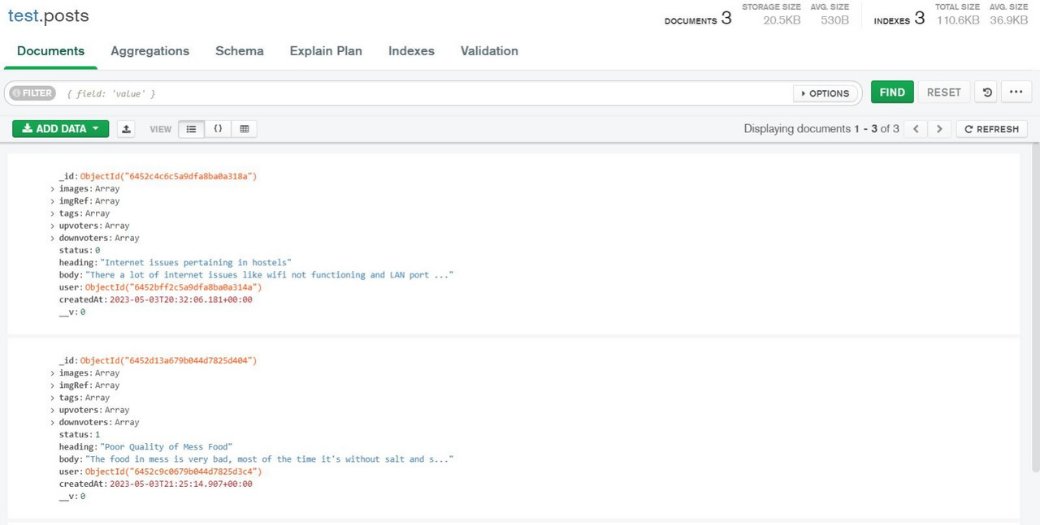 test.posts
DOCUMENTS 3 STORAGE SIZE 20.5KB AVG. SIZE 530B INDEXES 3 TOTAL SIZE 110.6KB AVG. SIZE 36.9KB
Documents Aggregations Schema Explain Plan Indexes Validation
FILTER { field: 'value' } OPTIONS FIND RESET ...
ADD DATA VIEW {} Displaying documents 1 - 3 of 3 < > REFRESH
_id: ObjectId("6452c4c6c5a9dfa8ba0a318a")
> images: Array
> imgRef: Array
> tags: Array
> upvoters: Array
> downvoters: Array
status: 0
heading: "Internet issues pertaining in hostels"
body: "There a lot of internet issues like wifi not functioning and LAN port ..."
user: ObjectId("6452bff2c5a9dfa8ba0a314a")
createdAt: 2023-05-03T20:32:06.181+00:00
__v: 0
_id: ObjectId("6452d13a679b044d7825d404")
> images: Array
> imgRef: Array
> tags: Array
> upvoters: Array
> downvoters: Array
status: 1
heading: "Poor Quality of Mess Food"
body: "The food in mess is very bad, most of the time it's without salt and s..."
user: ObjectId("6452c9c0679b044d7825d3c4")
createdAt: 2023-05-03T21:25:14.907+00:00
__v: 0